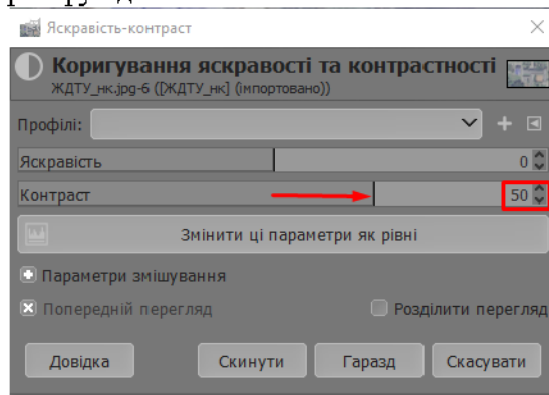 Яскравість-контраст
Коригування яскравості та контрастності
ЖДТУ_нк.jpg-6 ([ЖДТУ_нк] (імпортовано))
Профілі:
Яскравість 0
Контраст 50
Змінити ці параметри як рівні
Параметри змішування
Попередній перегляд Розділити перегляд
Довідка Скинути Гаразд Скасувати